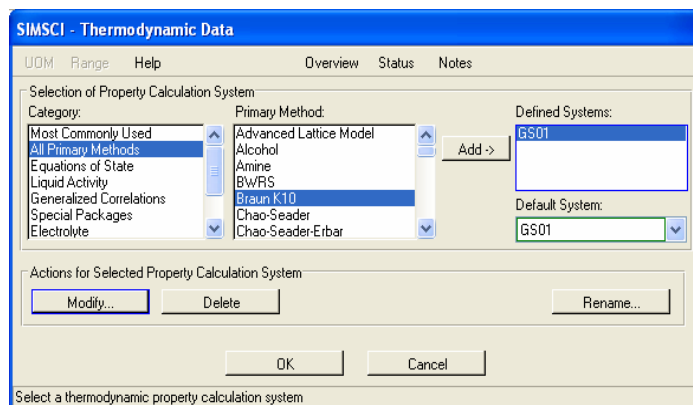 SIMSCI - Thermodynamic Data
UOM Range Help Overview Status Notes
Selection of Property Calculation System
Category:
Most Commonly Used
All Primary Methods
Equations of State
Liquid Activity
Generalized Correlations
Special Packages
Electrolyte
Primary Method:
Advanced Lattice Model
Alcohol
Amine
BWRS
Braun K10
Chao-Seader
Chao-Seader-Erbar
Add ->
Defined Systems:
GS01
Default System:
GS01
Actions for Selected Property Calculation System
Modify... Delete Rename...
OK Cancel
Select a thermodynamic property calculation system